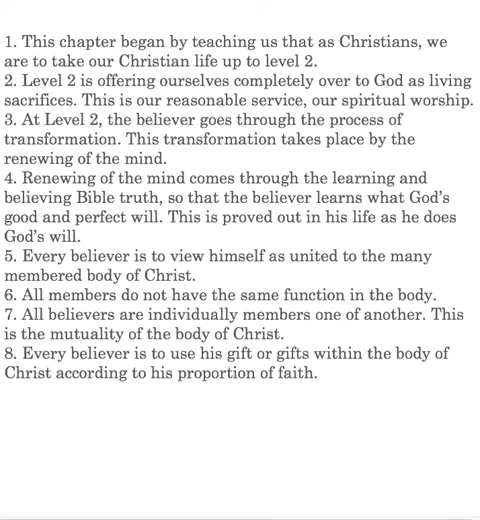 1. This chapter began by teaching us that as Christians, we
are to take our Christian life up to level 2.
2. Level 2 is offering ourselves completely over to God as living
sacrifices. This is our reasonable service, our spiritual worship.
3. At Level 2, the believer goes through the process of
transformation. This transformation takes place by the
renewing of the mind.
4. Renewing of the mind comes through the learning and
believing Bible truth, so that the believer learns what God's
good and perfect will. This is proved out in his life as he does
God's will.
5. Every believer is to view himself as united to the many
membered body of Christ.
6. All members do not have the same function in the body.
7. All believers are individually members one of another. This
is the mutuality of the body of Christ.
8. Every believer is to use his gift or gifts within the body of
Christ according to his proportion of faith.